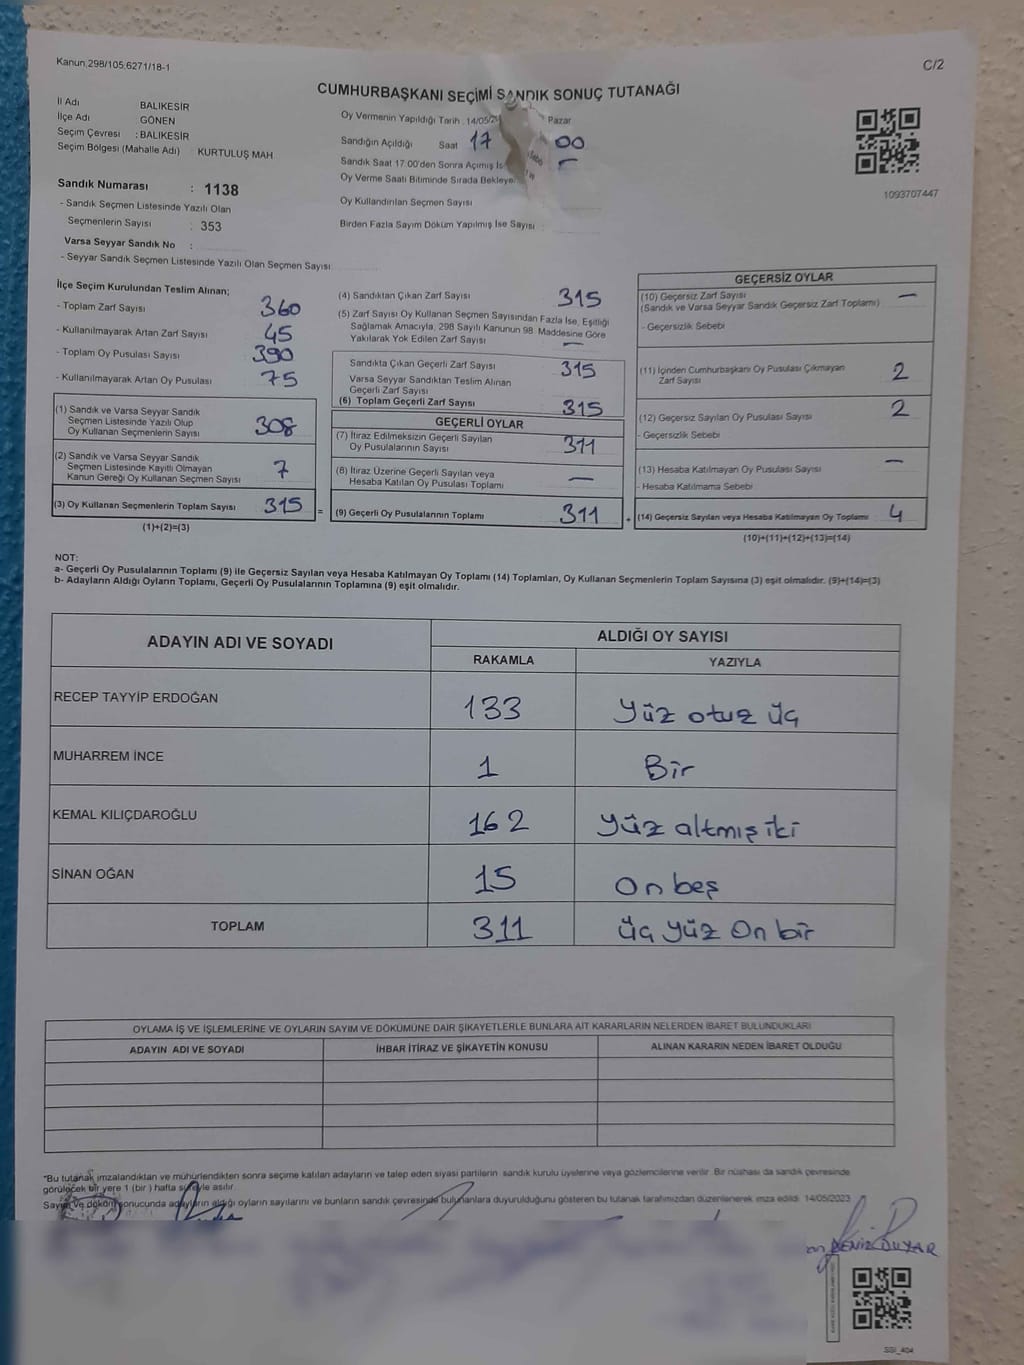 Kanun,298/105;6271/18-1
C/2
CUMHURBAŞKANI SEÇİMİ SANDIK SONUÇ TUTANAĞI
İl Adı BALIKESİR
İlçe Adı : GÖNEN
Seçim Çevresi : BALIKESİR
Seçim Bölgesi (Mahalle Adı) : KURTULUŞ MAH
Sandık Numarası : 1138
- Sandık Seçmen Listesinde Yazılı Olan
Seçmenlerin Sayısı : 353
Varsa Seyyar Sandık No :
- Seyyar Sandık Seçmen Listesinde Yazılı Olan Seçmen Sayısı:
Oy Vermenin Yapıldığı Tarih : 14/05/2 Pazar
Sandığın Açıldığı Saat 17 00
Sandık Saat 17:00'den Sonra Açılmış -
Oy Verme Saati Bitiminde Sırada Bekleye
Oy Kullandırılan Seçmen Sayısı
Birden Fazla Sayım Döküm Yapılmış İse Sayısı :
1093707447
İlçe Seçim Kurulundan Teslim Alınan;
- Toplam Zarf Sayısı 360
- Kullanılmayarak Artan Zarf Sayısı 45
- Toplam Oy Pusulası Sayısı 390
- Kullanılmayarak Artan Oy Pusulası 75
(1) Sandık ve Varsa Seyyar Sandık
Seçmen Listesinde Yazılı Olup
Oy Kullanan Seçmenlerin Sayısı 308
(2) Sandık ve Varsa Seyyar Sandık
Seçmen Listesinde Kayıtlı Olmayan
Kanun Gereği Oy Kullanan Seçmen Sayısı 7
(3) Oy Kullanan Seçmenlerin Toplam Sayısı 315 =
(1)+(2)=(3)
(4) Sandıktan Çıkan Zarf Sayısı 315
(5) Zarf Sayısı Oy Kullanan Seçmen Sayısından Fazla İse, Eşitliği
Sağlamak Amacıyla, 298 Sayılı Kanunun 98. Maddesine Göre
Yakılarak Yok Edilen Zarf Sayısı -
Sandıkta Çıkan Geçerli Zarf Sayısı 315
Varsa Seyyar Sandıktan Teslim Alınan
Geçerli Zarf Sayısı
(6) Toplam Geçerli Zarf Sayısı 315
GEÇERLİ OYLAR
(7) İtiraz Edilmeksizin Geçerli Sayılan
Oy Pusulalarının Sayısı 311
(8) İtiraz Üzerine Geçerli Sayılan veya
Hesaba Katılan Oy Pusulası Toplamı -
(9) Geçerli Oy Pusulalarının Toplamı 311 +
GEÇERSİZ OYLAR
(10) Geçersiz Zarf Sayısı -
(Sandık ve Varsa Seyyar Sandık Geçersiz Zarf Toplamı)
- Geçersizlik Sebebi
(11) İçinden Cumhurbaşkanı Oy Pusulası Çıkmayan
Zarf Sayısı 2
(12) Geçersiz Sayılan Oy Pusulası Sayısı 2
- Geçersizlik Sebebi
(13) Hesaba Katılmayan Oy Pusulası Sayısı -
- Hesaba Katılmama Sebebi
(14) Geçersiz Sayılan veya Hesaba Katılmayan Oy Toplamı 4
(10)+(11)+(12)+(13)=(14)
NOT:
a- Geçerli Oy Pusulalarının Toplamı (9) ile Geçersiz Sayılan veya Hesaba Katılmayan Oy Toplamı (14) Toplamları, Oy Kullanan Seçmenlerin Toplam Sayısına (3) eşit olmalıdır. (9)+(14)=(3)
b- Adayların Aldığı Oyların Toplamı, Geçerli Oy Pusulalarının Toplamına (9) eşit olmalıdır.
ADAYIN ADI VE SOYADI ALDIĞI OY SAYISI
RAKAMLA YAZIYLA
RECEP TAYYİP ERDOĞAN 133 Yüz otuz üç
MUHARREM İNCE 1 Bir
KEMAL KILIÇDAROĞLU 162 Yüz altmış iki
SİNAN OĞAN 15 On beş
TOPLAM 311 üç yüz On bir
OYLAMA İŞ VE İŞLEMLERİNE VE OYLARIN SAYIM VE DÖKÜMÜNE DAİR ŞİKAYETLERLE BUNLARA AİT KARARLARIN NELERDEN İBARET BULUNDUKLARI
ADAYIN ADI VE SOYADI İHBAR İTİRAZ VE ŞİKAYETİN KONUSU ALINAN KARARIN NEDEN İBARET OLDUĞU
*Bu tutanak imzalandıktan ve mühürlendikten sonra seçime katılan adayların ve talep eden siyasi partilerin sandık kurulu üyelerine veya gözlemcilerine verilir. Bir nüshası da sandık çevresinde
görülecek bir yere 1 (bir) hafta süreyle asılır.
Sayım ve döküm sonucunda adayların aldığı oyların sayılarını ve bunların sandık çevresinde bulunanlara duyurulduğunu gösteren bu tutanak tarafımızdan düzenlenerek imza edildi. 14/05/2023
DENİZ DUYAR
SSI_404